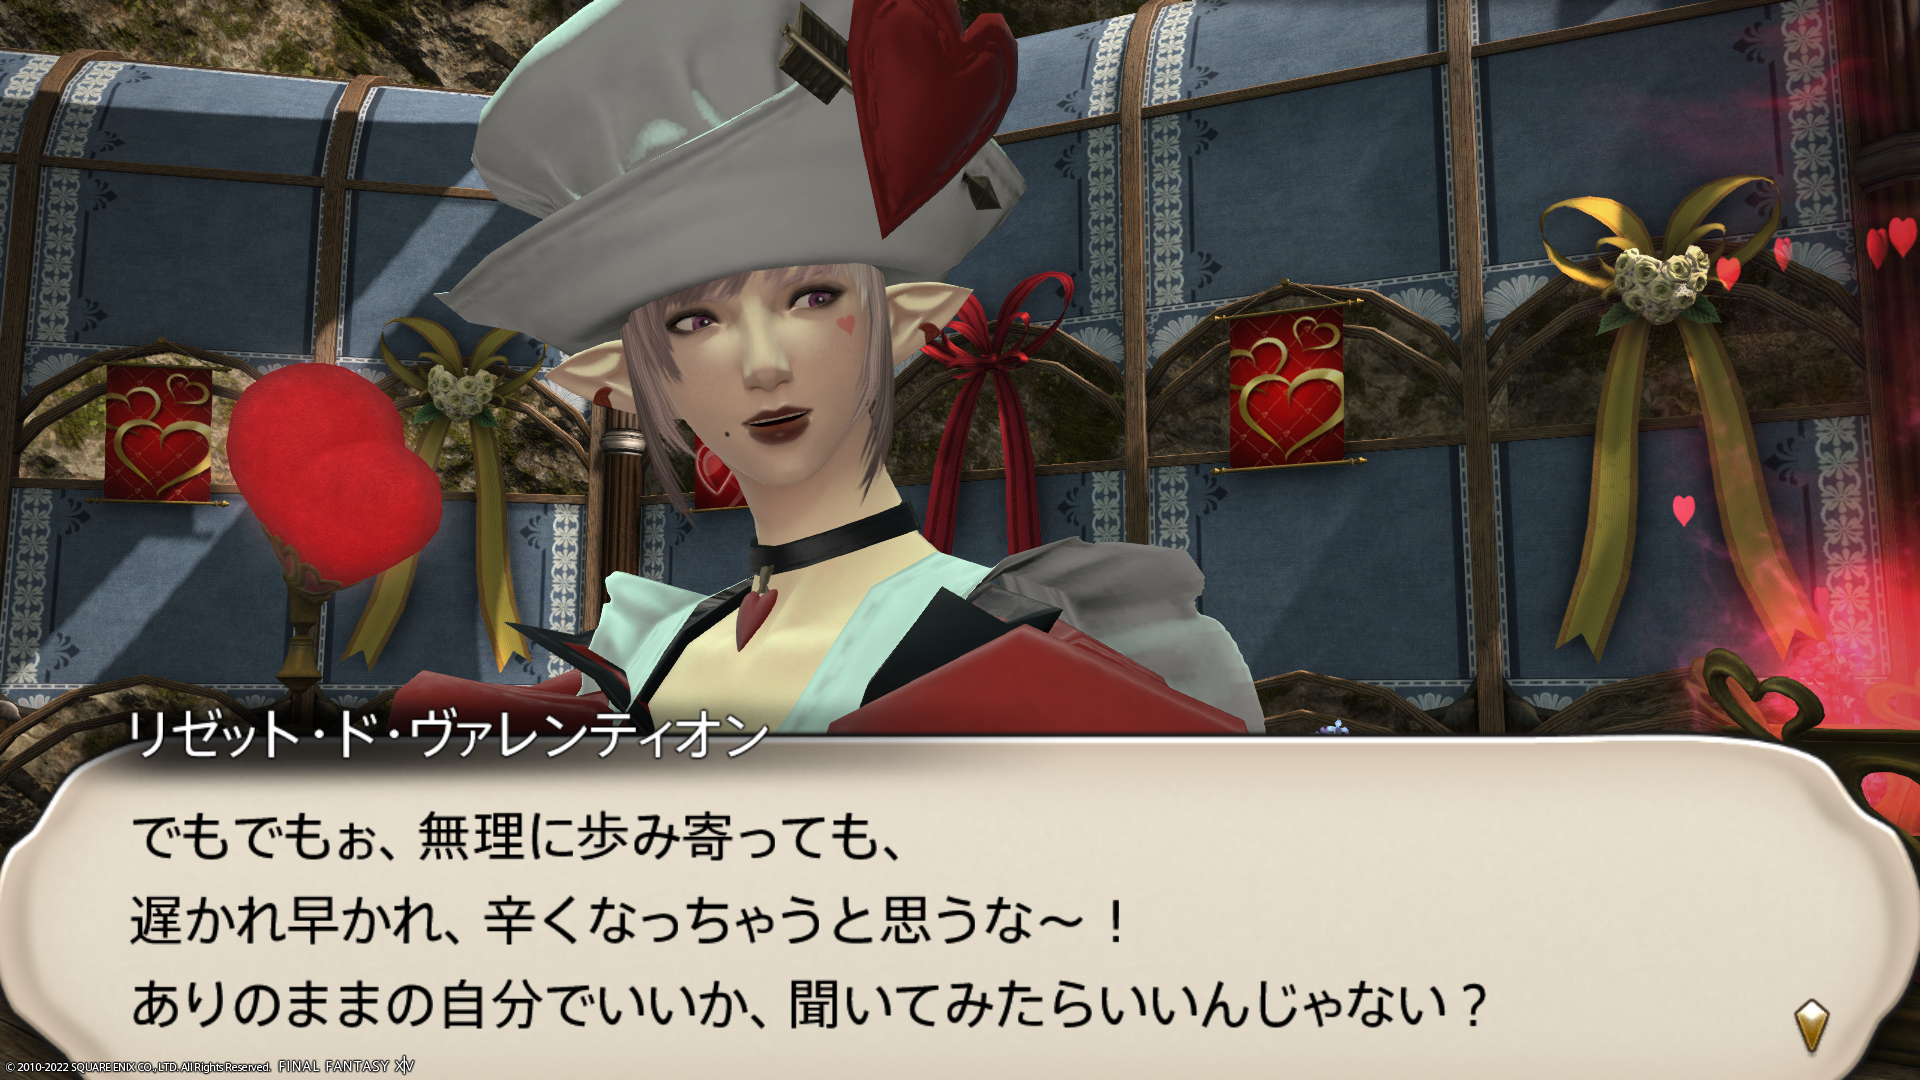 リゼット・ド・ヴァレンティオン
でもでもぉ、無理に歩み寄っても、
遅かれ早かれ、辛くなっちゃうと思うな～！
ありのままの自分でいいか、聞いてみたらいいんじゃない？
© 2010-2022 SQUARE ENIX CO., LTD. All Rights Reserved. FINAL FANTASY XIV